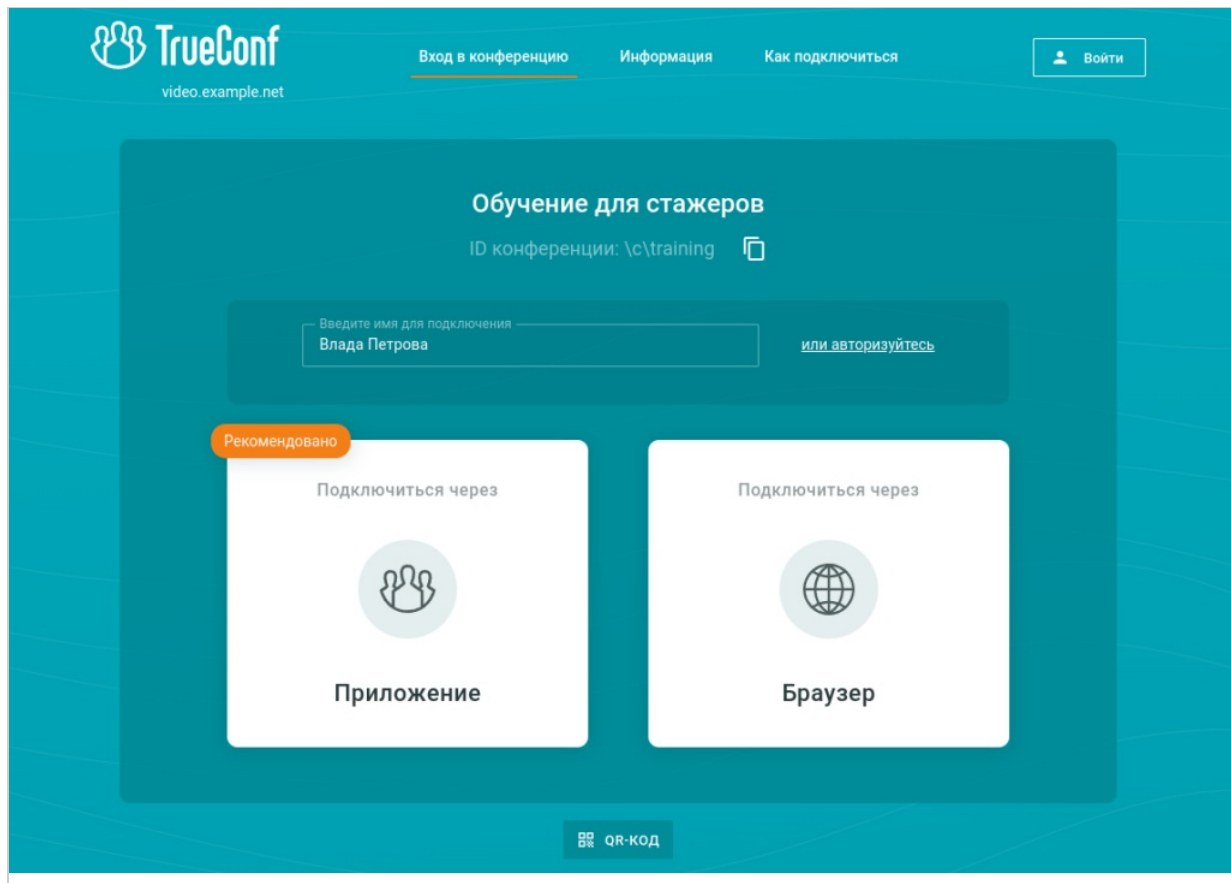 TrueConf
video.example.net
Вход в конференцию
Информация
Как подключиться
Войти
Обучение для стажеров
ID конференции: \c\training
Введите имя для подключения
Влада Петрова
или авторизуйтесь
Рекомендовано
Подключиться через
Приложение
Подключиться через
Браузер
QR-КОД